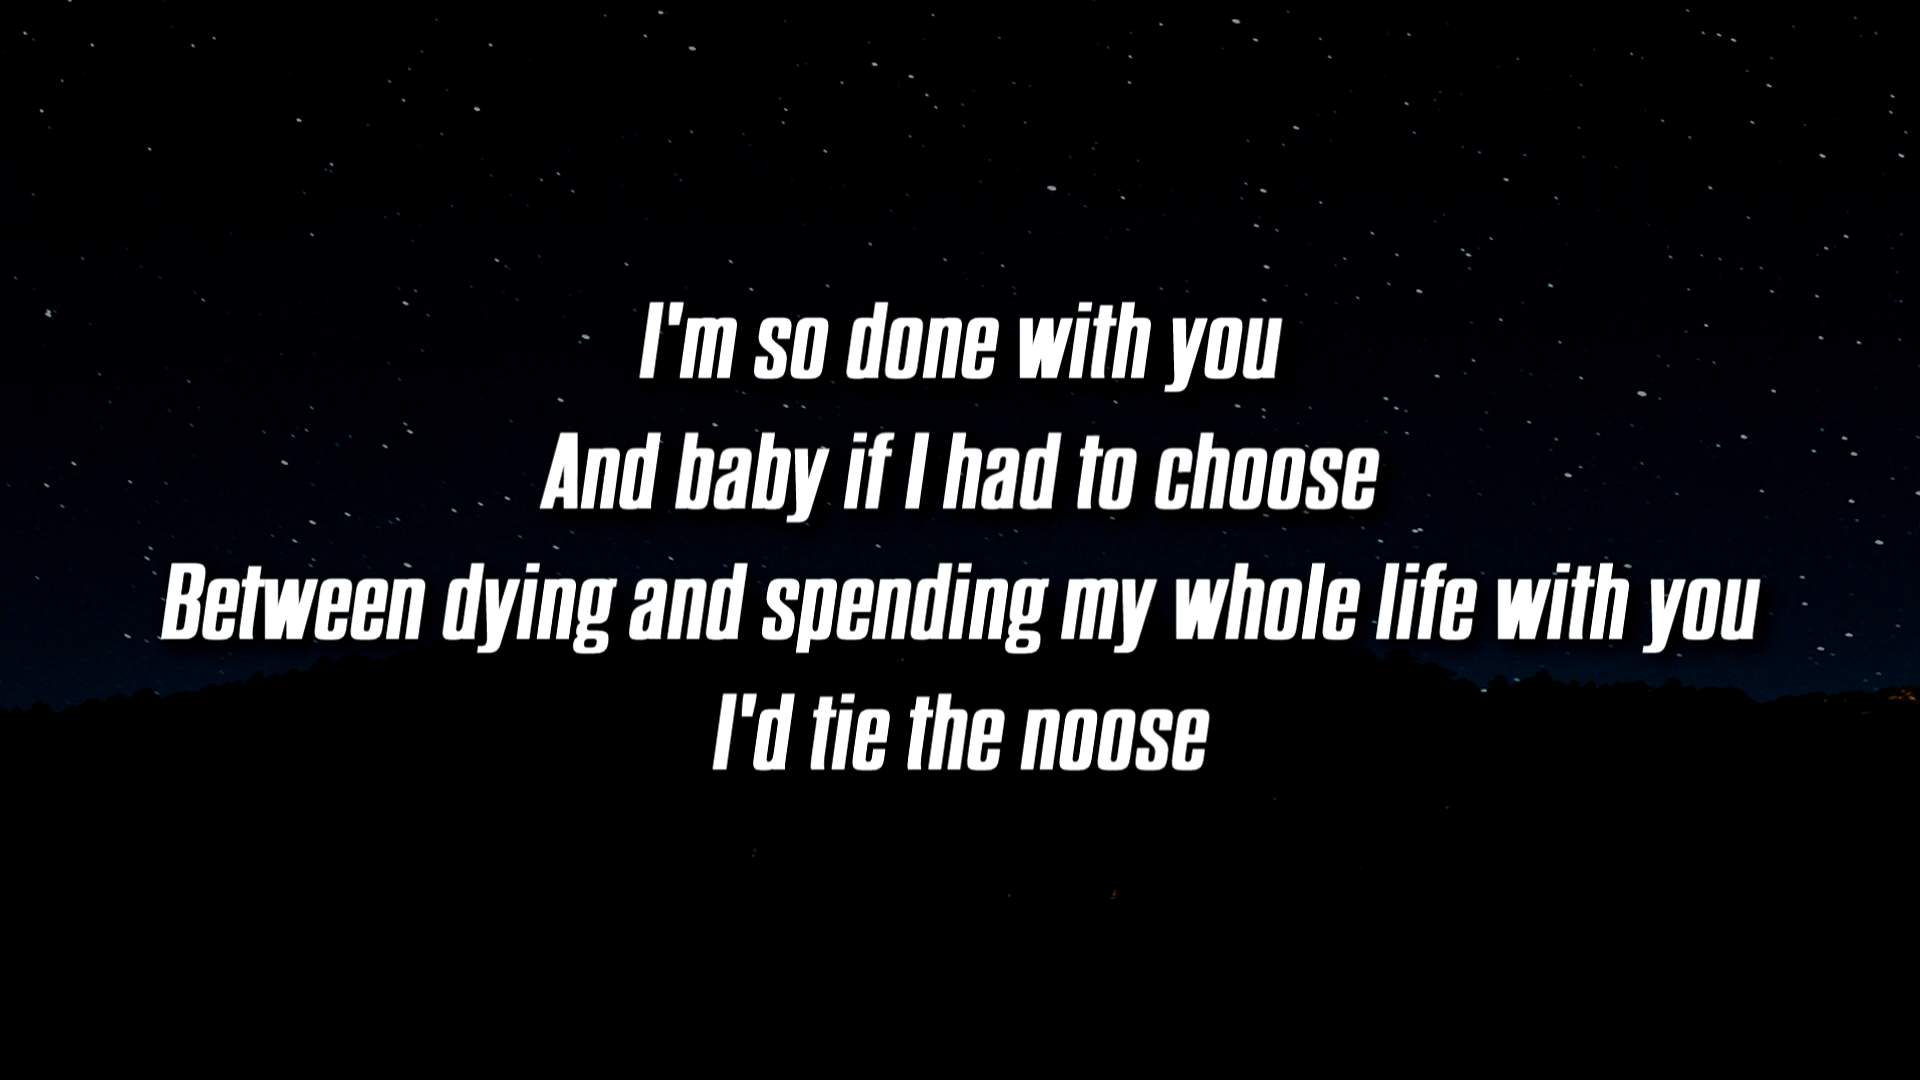 I'm so done with you
And baby if I had to choose
Between dying and spending my whole life with you
I'd tie the noose